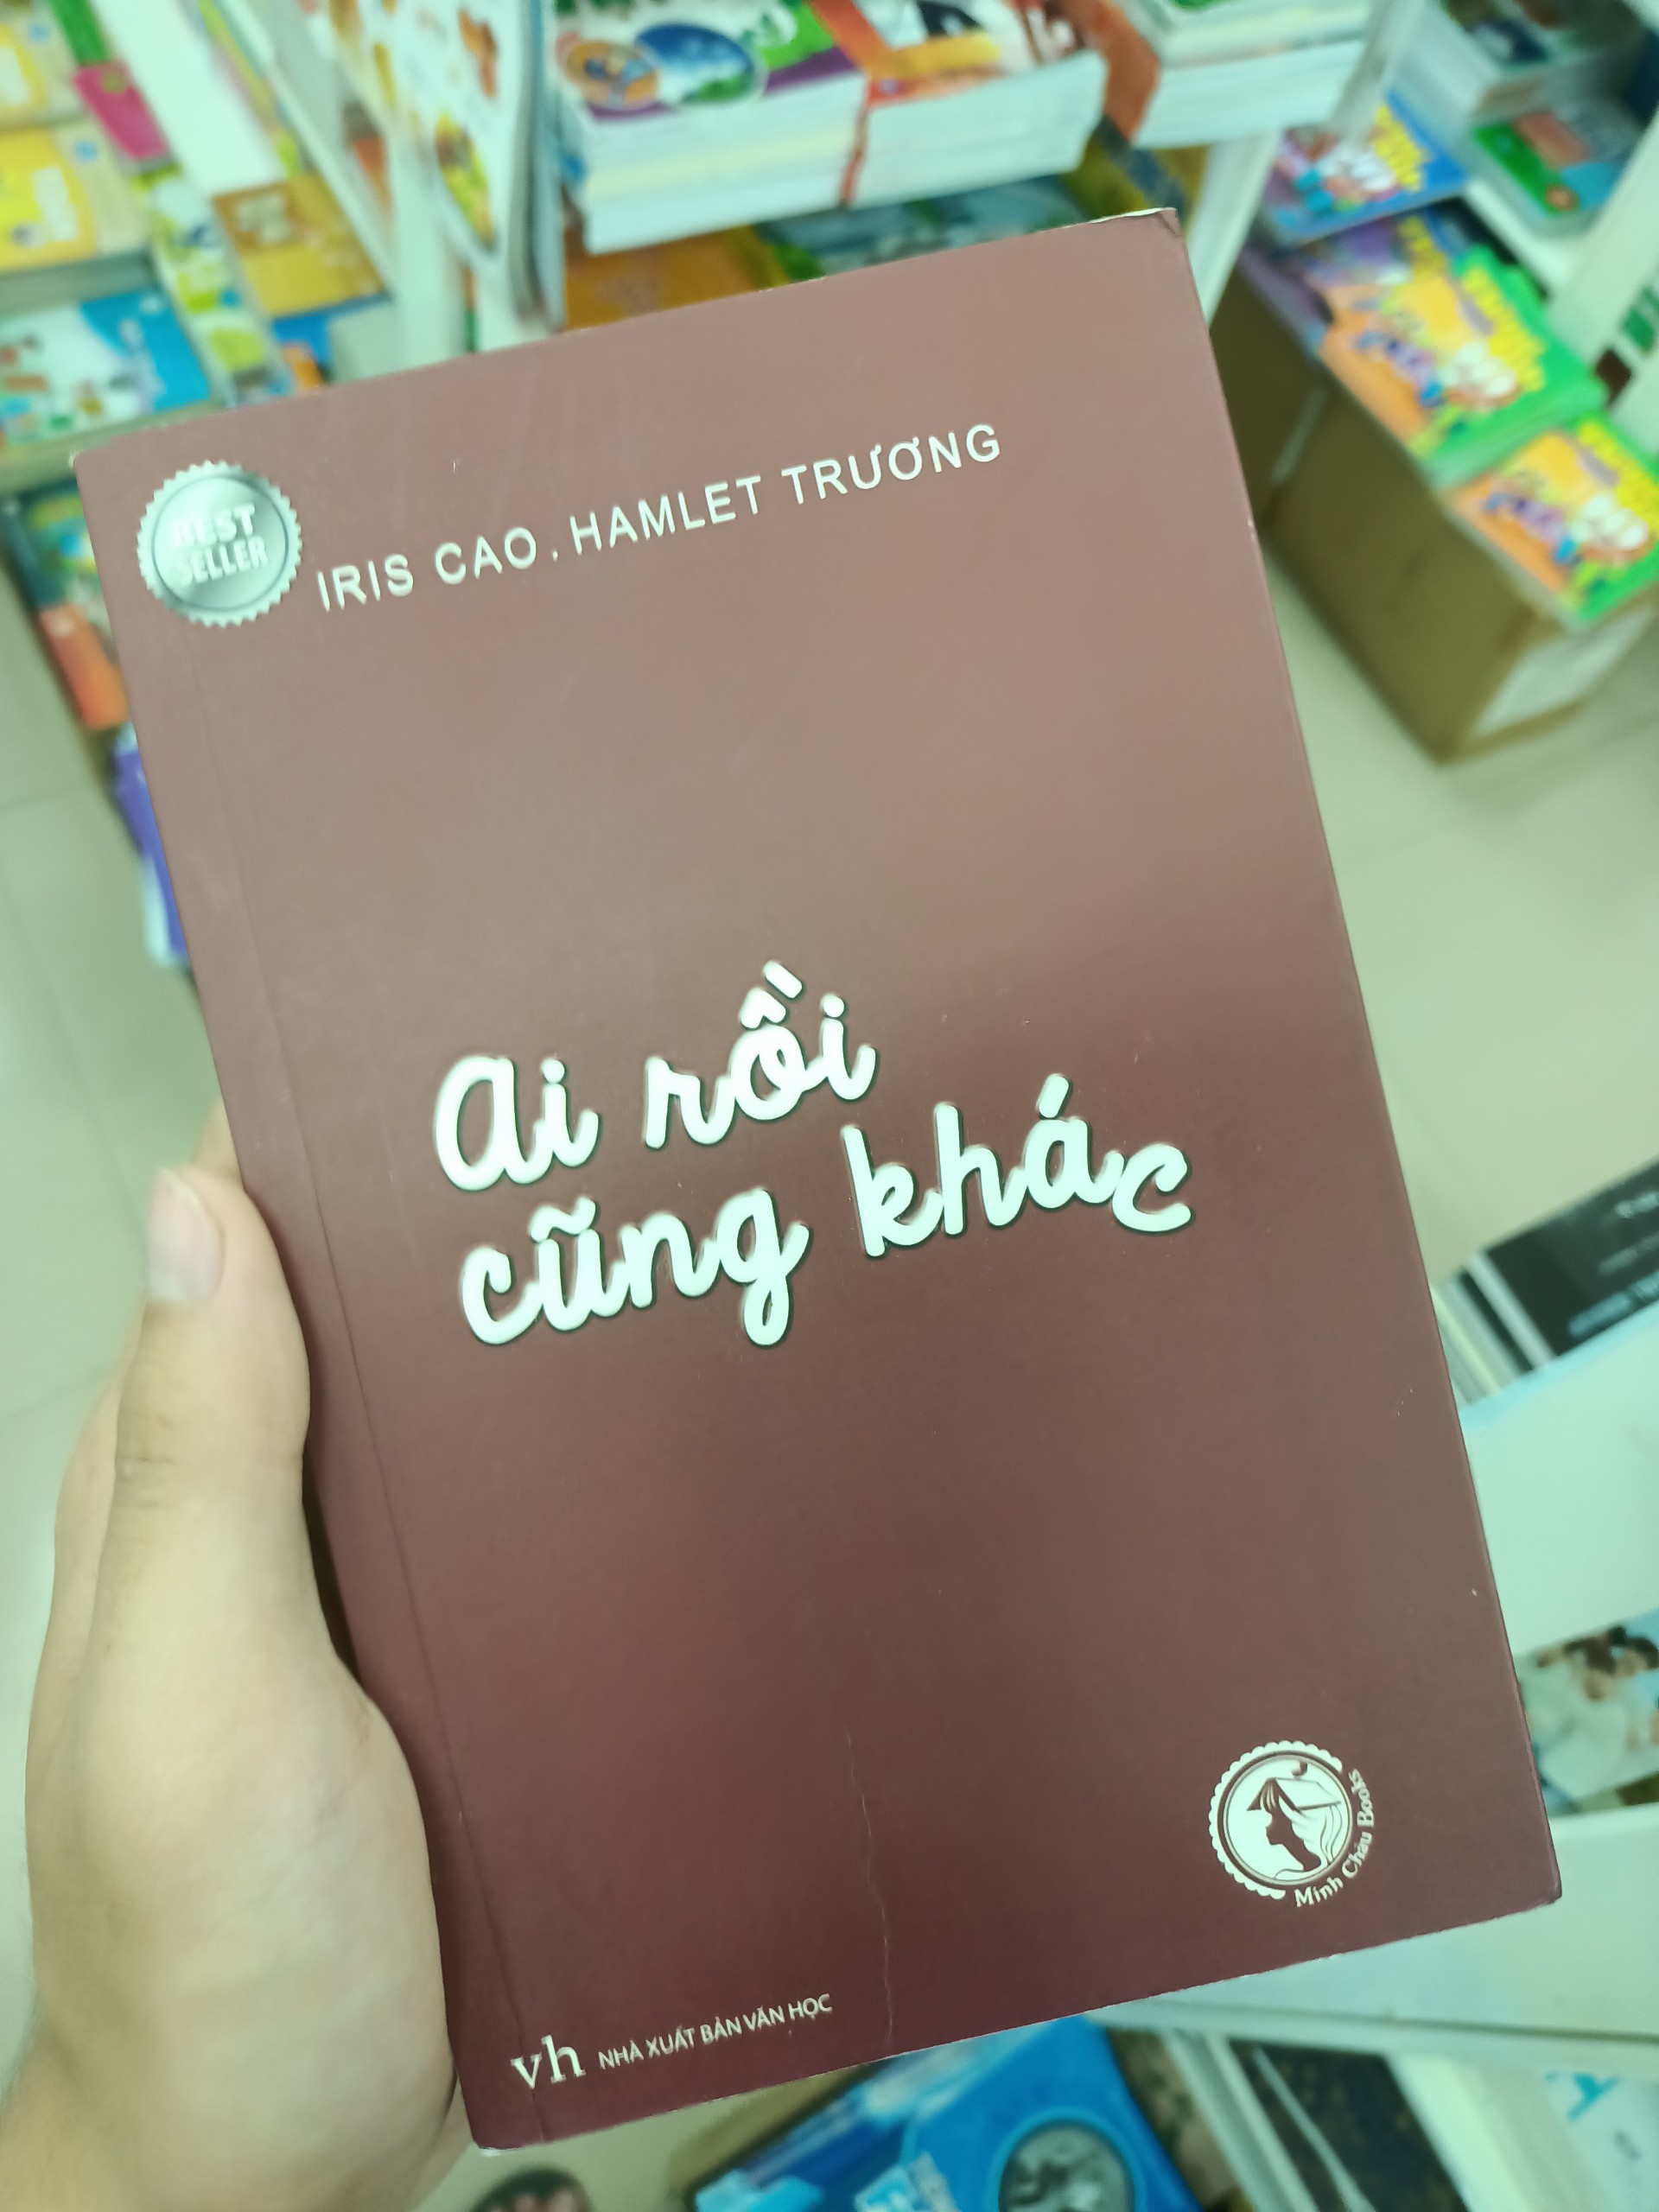 BEST
SELLER
IRIS CAO. HAMLET TRƯƠNG
Ai rồi
cũng khác
Minh Châu Books
vh NHÀ XUẤT BẢN VĂN HỌC